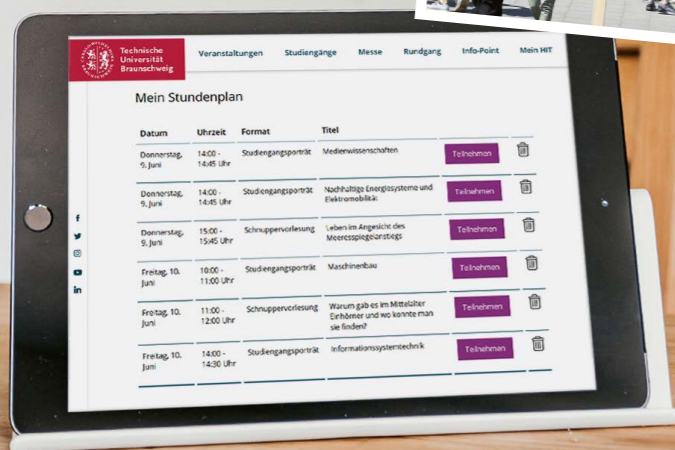 Technische
Universität
Braunschweig
Veranstaltungen Studiengänge Messe Rundgang Info-Point Mein HIT
Mein Stundenplan
Datum Uhrzeit Format Titel
Donnerstag, 9. Juni 14:00 - 14:45 Uhr Studiengangsporträt Medienwissenschaften Teilnehmen
Donnerstag, 9. Juni 14:00 - 14:45 Uhr Studiengangsporträt Nachhaltige Energiesysteme und Elektromobilität Teilnehmen
Donnerstag, 9. Juni 15:00 - 15:45 Uhr Schnuppervorlesung Leben im Angesicht des Meeresspiegelanstiegs Teilnehmen
Freitag, 10. Juni 10:00 - 11:00 Uhr Studiengangsporträt Maschinenbau Teilnehmen
Freitag, 10. Juni 11:00 - 12:00 Uhr Schnuppervorlesung Warum gab es im Mittelalter Einhörner und wo konnte man sie finden? Teilnehmen
Freitag, 10. Juni 14:00 - 14:30 Uhr Studiengangsporträt Informationssystemtechnik Teilnehmen